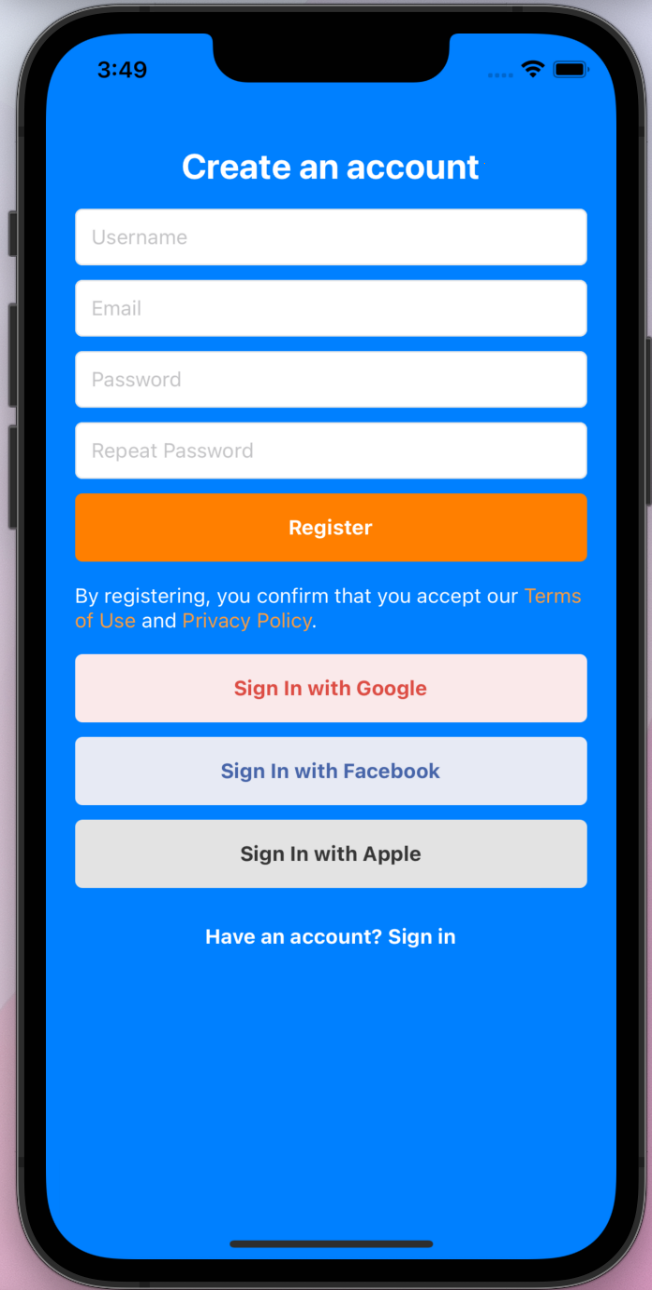 3:49
Create an account
Username
Email
Password
Repeat Password
Register
By registering, you confirm that you accept our Terms
of Use and Privacy Policy.
Sign In with Google
Sign In with Facebook
Sign In with Apple
Have an account? Sign in